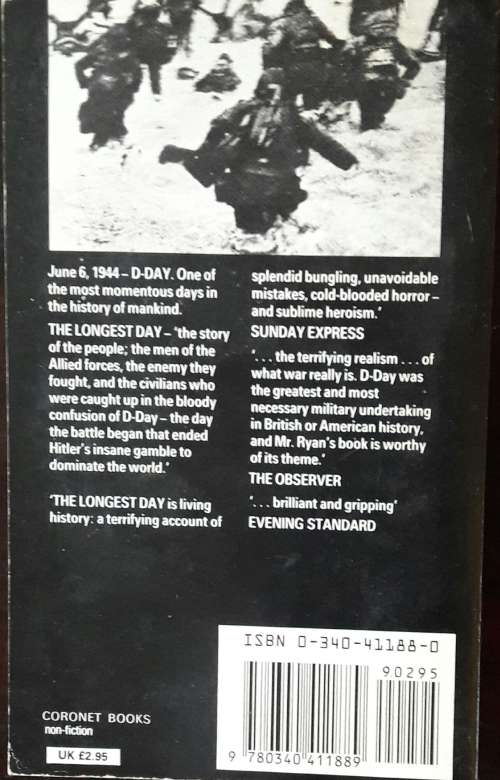 June 6, 1944 – D-DAY. One of
the most momentous days in
the history of mankind.
THE LONGEST DAY – 'the story
of the people; the men of the
Allied forces, the enemy they
fought, and the civilians who
were caught up in the bloody
confusion of D-Day – the day
the battle began that ended
Hitler's insane gamble to
dominate the world.'
'THE LONGEST DAY is living
history: a terrifying account of
splendid bungling, unavoidable
mistakes, cold-blooded horror –
and sublime heroism.'
SUNDAY EXPRESS
'. . . the terrifying realism . . . of
what war really is. D-Day was
the greatest and most
necessary military undertaking
in British or American history,
and Mr. Ryan's book is worthy
of its theme.'
THE OBSERVER
'. . . brilliant and gripping'
EVENING STANDARD
ISBN 0-340-41188-0
90295
9 780340 411889
CORONET BOOKS
non-fiction
UK £2.95